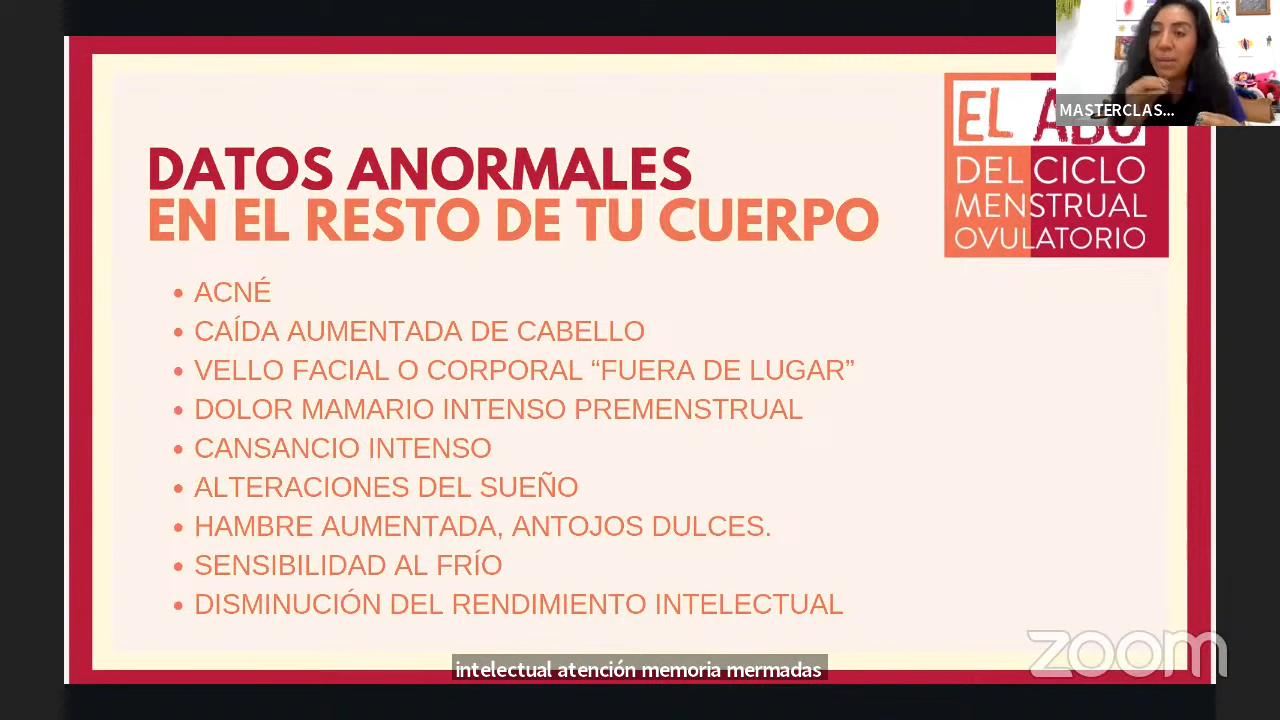 MASTERCLAS...
EL ABC
DEL CICLO
MENSTRUAL
OVULATORIO
DATOS ANORMALES
EN EL RESTO DE TU CUERPO
• ACNÉ
• CAÍDA AUMENTADA DE CABELLO
• VELLO FACIAL O CORPORAL “FUERA DE LUGAR”
• DOLOR MAMARIO INTENSO PREMENSTRUAL
• CANSANCIO INTENSO
• ALTERACIONES DEL SUEÑO
• HAMBRE AUMENTADA, ANTOJOS DULCES.
• SENSIBILIDAD AL FRÍO
• DISMINUCIÓN DEL RENDIMIENTO INTELECTUAL
zoom
intelectual atención memoria mermadas